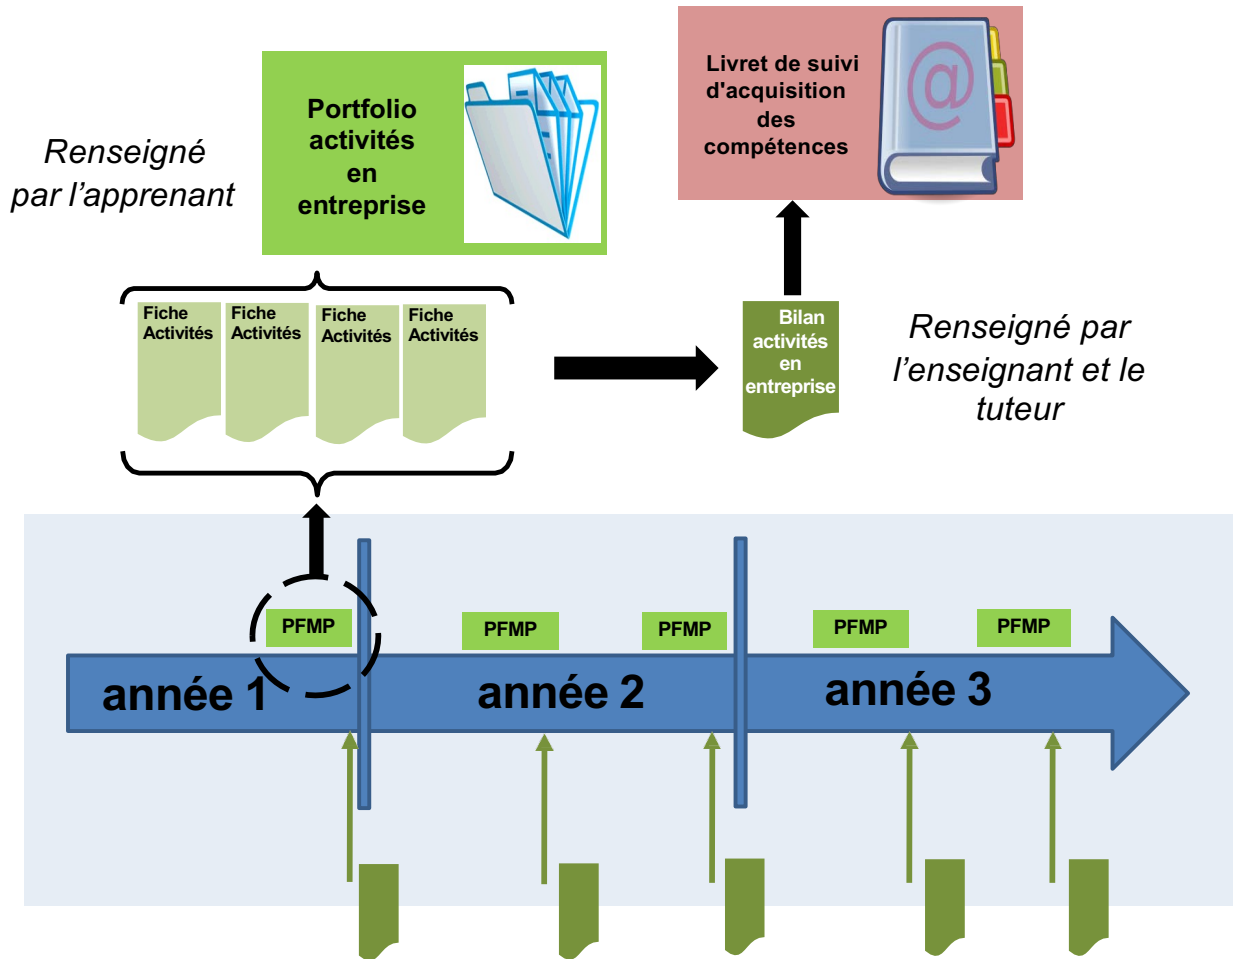 Renseigné
par l’apprenant
Portfolio
activités
en
entreprise
Livret de suivi
d'acquisition
des
compétences
@
Fiche
Activités
Fiche
Activités
Fiche
Activités
Fiche
Activités
Bilan
activités
en
entreprise
Renseigné par
l’enseignant et le
tuteur
PFMP
PFMP
PFMP
PFMP
PFMP
année 1
année 2
année 3